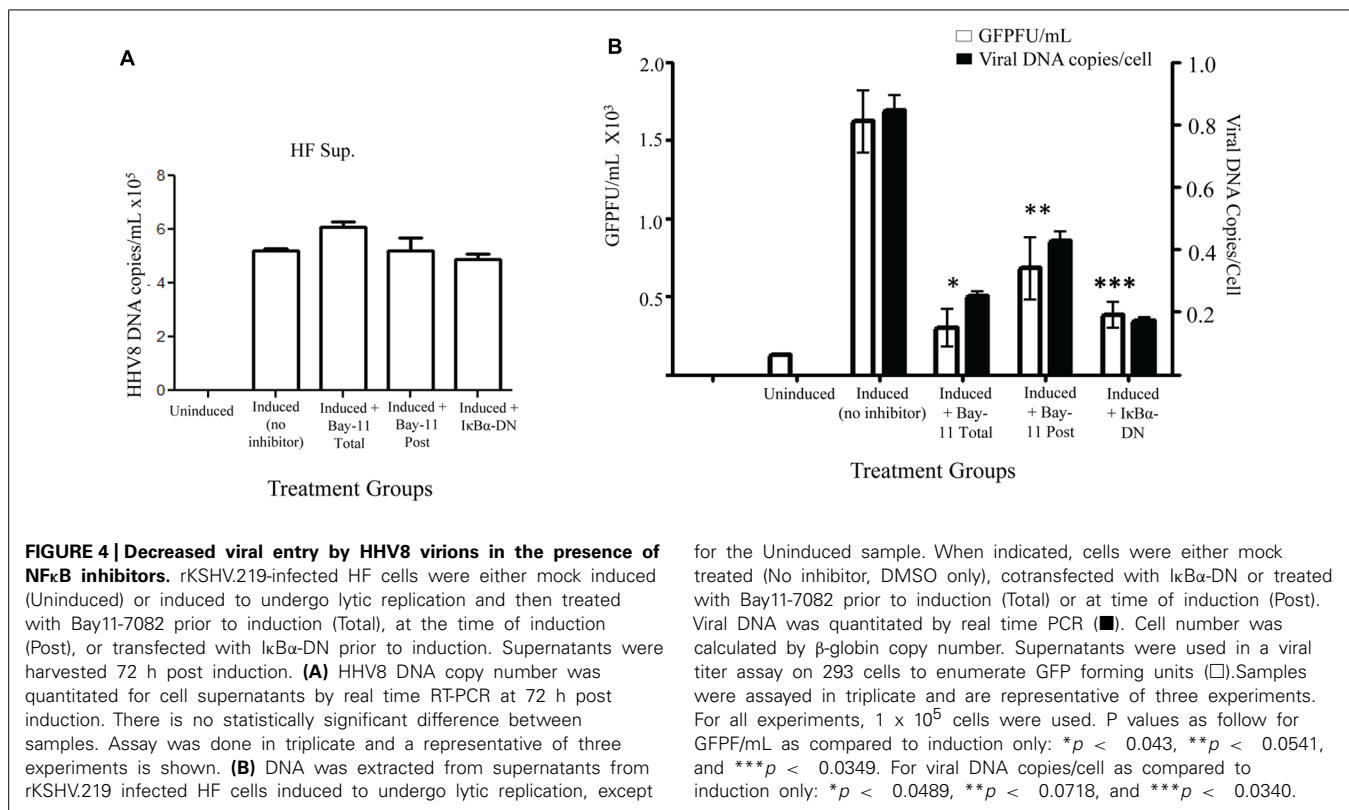 A
HF Sup.
HHV8 DNA copies/mL x10⁵
8
6
4
2
0
Uninduced
Induced
(no
inhibitor)
Induced +
Bay-11
Total
Induced +
Bay-11
Post
Induced +
IκBα-DN
Treatment Groups
B
□ GFPFU/mL
■ Viral DNA copies/cell
GFPFU/mL X10³
2.0
1.5
1.0
0.5
1.0
0.8
0.6
0.4
0.2
Viral DNA Copies/Cell
*
**
***
Uninduced
Induced
(no inhibitor)
Induced
+ Bay-
11 Total
Induced
+ Bay-
11 Post
Induced
+ IκBα-
DN
Treatment Groups
FIGURE 4 | Decreased viral entry by HHV8 virions in the presence of
NFκB inhibitors. rKSHV.219-infected HF cells were either mock induced
(Uninduced) or induced to undergo lytic replication and then treated
with Bay11-7082 prior to induction (Total), at the time of induction
(Post), or transfected with IκBα-DN prior to induction. Supernatants were
harvested 72 h post induction. (A) HHV8 DNA copy number was
quantitated for cell supernatants by real time RT-PCR at 72 h post
induction. There is no statistically significant difference between
samples. Assay was done in triplicate and a representative of three
experiments is shown. (B) DNA was extracted from supernatants from
rKSHV.219 infected HF cells induced to undergo lytic replication, except
for the Uninduced sample. When indicated, cells were either mock
treated (No inhibitor, DMSO only), cotransfected with IκBα-DN or treated
with Bay11-7082 prior to induction (Total) or at time of induction (Post).
Viral DNA was quantitated by real time PCR (■). Cell number was
calculated by β-globin copy number. Supernatants were used in a viral
titer assay on 293 cells to enumerate GFP forming units (□).Samples
were assayed in triplicate and are representative of three experiments.
For all experiments, 1 x 10⁵ cells were used. P values as follow for
GFPF/mL as compared to induction only: *p < 0.043, **p < 0.0541,
and ***p < 0.0349. For viral DNA copies/cell as compared to
induction only: *p < 0.0489, **p < 0.0718, and ***p < 0.0340.